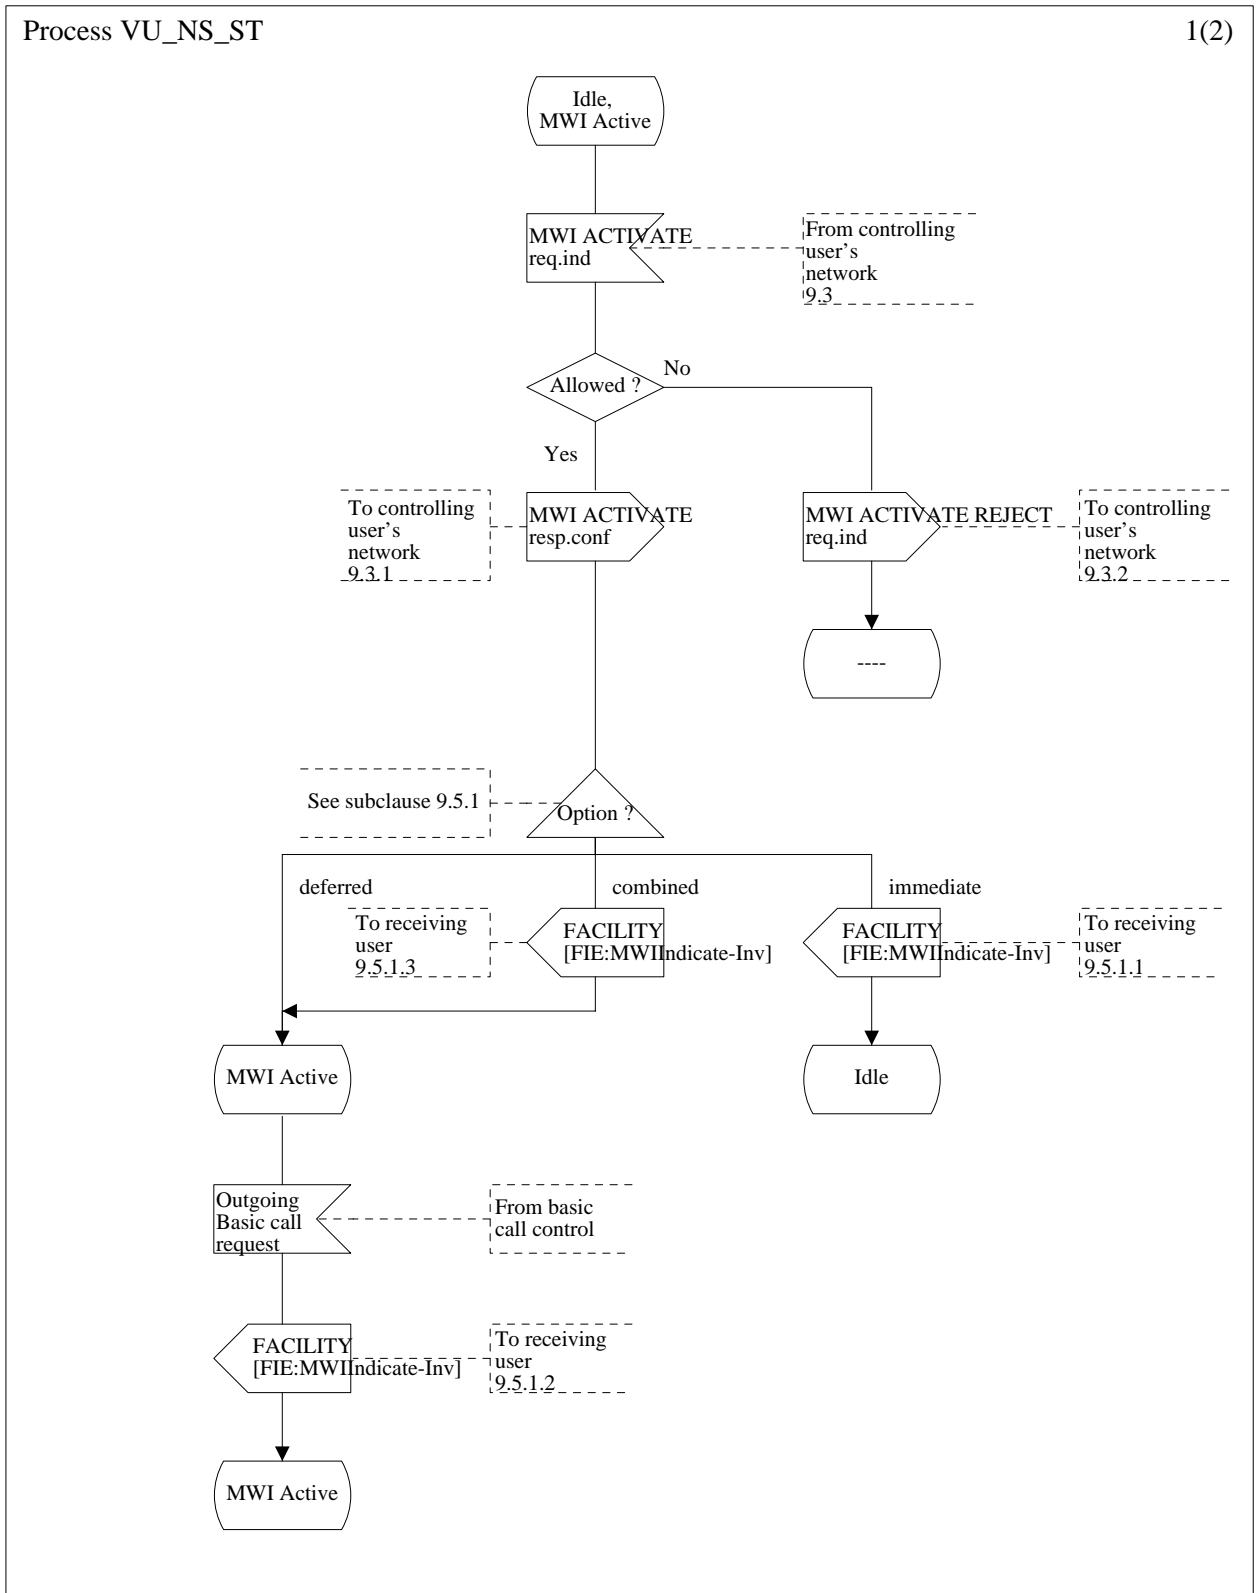 Process VU_NS_ST
1(2)
Idle,
MWI Active
MWI ACTIVATE
req.ind
From controlling
user's
network
9.3
Allowed ?
No
Yes
To controlling
user's
network
9.3.1
MWI ACTIVATE
resp.conf
MWI ACTIVATE REJECT
req.ind
To controlling
user's
network
9.3.2
----
See subclause 9.5.1
Option ?
deferred
combined
immediate
To receiving
user
9.5.1.3
FACILITY
[FIE:MWIIndicate-Inv]
FACILITY
[FIE:MWIIndicate-Inv]
To receiving
user
9.5.1.1
MWI Active
Idle
Outgoing
Basic call
request
From basic
call control
FACILITY
[FIE:MWIIndicate-Inv]
To receiving
user
9.5.1.2
MWI Active